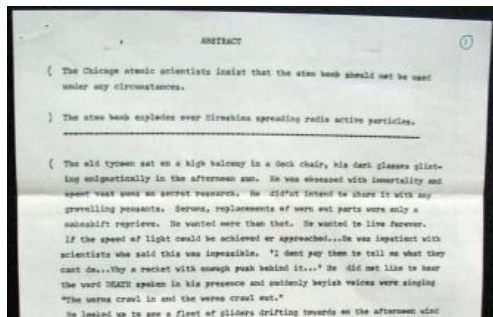 ABSTRACT
1
( The Chicago atomic scientists insist that the atom bomb should not be used
under any circumstances.
) The atom bomb explodes over Hiroshima spreading radio active particles.
( The old tycoon sat on a high balcony in a deck chair, his dark glasses glint-
ing enigmatically in the afternoon sun. He was obsessed with immortality and
spent vast sums on secret research. He did'nt intend to share it with any
grovelling peasants. Serums, replacements of worn out parts were only a
makeshift reprieve. He wanted more than that. He wanted to live forever.
If the speed of light could be achieved or approached...He was impatient with
scientists who said this was impossible. "I dont pay them to tell me what they
cant do...Why a rocket with enough push behind it..." He did not like to hear
the word DEATH spoken in his presence and suddenly boyish voices were singing
"The worms crawl in and the worms crawl out."
He looked up to see a fleet of gliders drifting towards on the afternoon wind